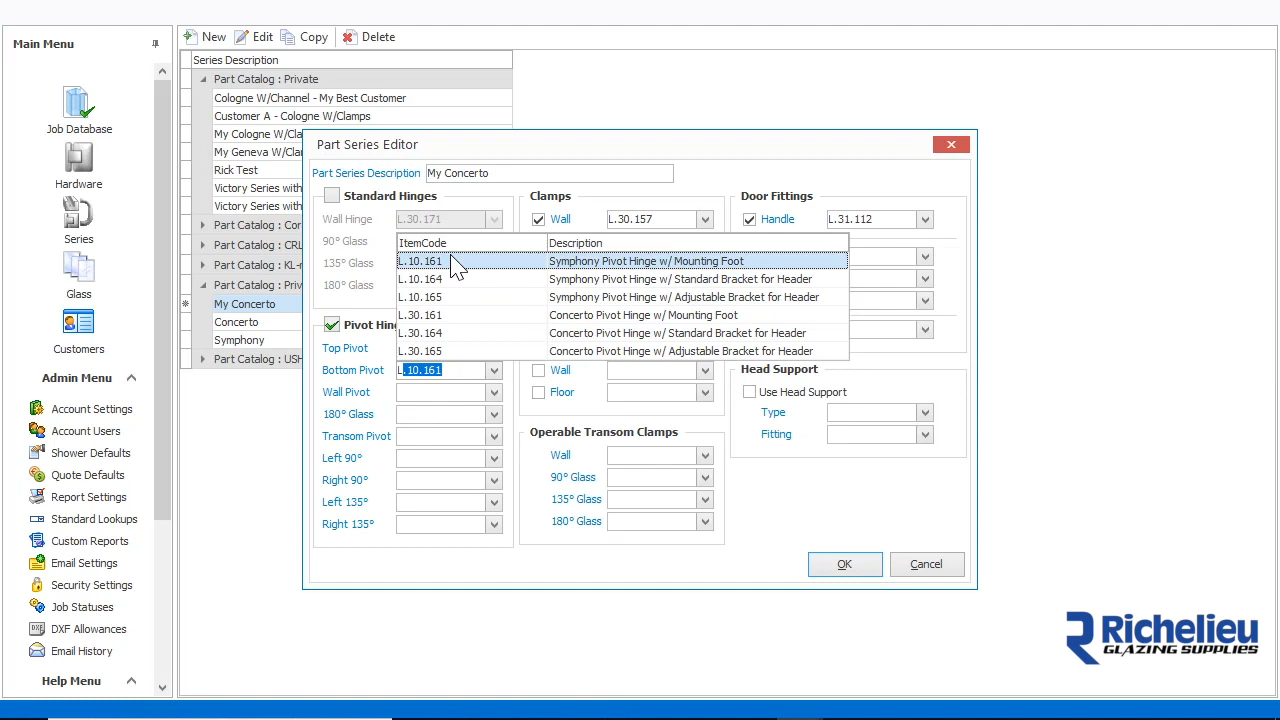 Main Menu
Job Database
Hardware
Series
Glass
Customers
Admin Menu
Account Settings
Account Users
Shower Defaults
Quote Defaults
Report Settings
Standard Lookups
Custom Reports
Email Settings
Security Settings
Job Statuses
DXF Allowances
Email History
Help Menu
New Edit Copy Delete
Series Description
Part Catalog : Private
Cologne W/Channel - My Best Customer
Customer A - Cologne W/Clamps
My Cologne W/Cla
My Geneva W/Clar
Rick Test
Victory Series with
Victory Series with
Part Catalog : Cor
Part Catalog : CRL
Part Catalog : KL-r
Part Catalog : Priv
My Concerto
Concerto
Symphony
Part Catalog : USH
Part Series Editor
Part Series Description My Concerto
Standard Hinges
Wall Hinge L.30.171
90° Glass
135° Glass
180° Glass
Clamps
Wall L.30.157
Door Fittings
Handle L.31.112
ItemCode Description
L.10.161 Symphony Pivot Hinge w/ Mounting Foot
L.10.164 Symphony Pivot Hinge w/ Standard Bracket for Header
L.10.165 Symphony Pivot Hinge w/ Adjustable Bracket for Header
L.30.161 Concerto Pivot Hinge w/ Mounting Foot
L.30.164 Concerto Pivot Hinge w/ Standard Bracket for Header
L.30.165 Concerto Pivot Hinge w/ Adjustable Bracket for Header
Pivot Hing
Top Pivot
Bottom Pivot L.10.161
Wall Pivot
180° Glass
Transom Pivot
Left 90°
Right 90°
Left 135°
Right 135°
Wall
Floor
Operable Transom Clamps
Wall
90° Glass
135° Glass
180° Glass
Head Support
Use Head Support
Type
Fitting
OK Cancel
Richelieu
GLAZING SUPPLIES